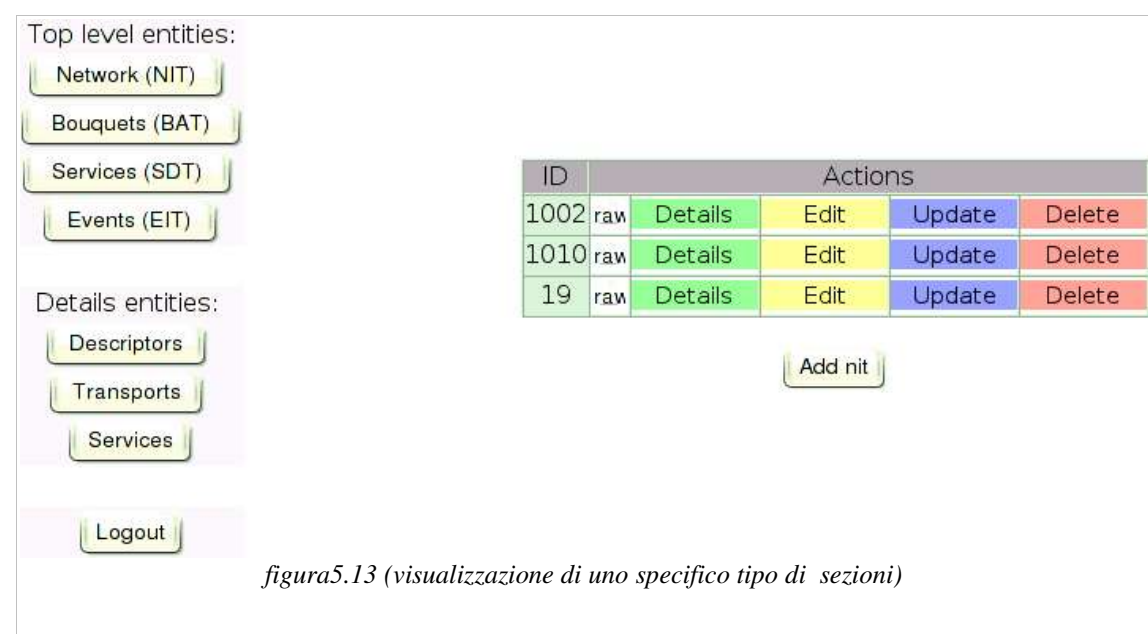 Top level entities:
Network (NIT)
Bouquets (BAT)
Services (SDT)
Events (EIT)
Details entities:
Descriptors
Transports
Services
Logout
ID Actions
1002 raw Details Edit Update Delete
1010 raw Details Edit Update Delete
19 raw Details Edit Update Delete
Add nit
figura5.13 (visualizzazione di uno specifico tipo di sezioni)